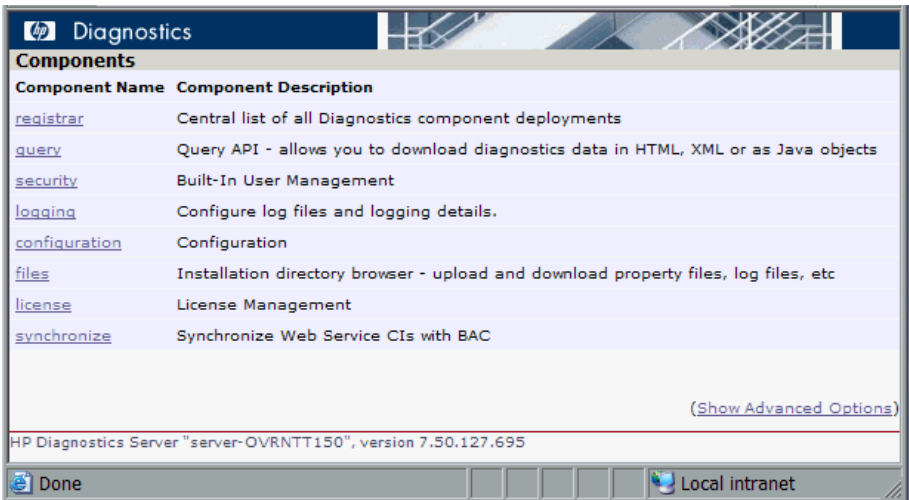 hp Diagnostics
Components
Component Name Component Description
registrar Central list of all Diagnostics component deployments
query Query API - allows you to download diagnostics data in HTML, XML or as Java objects
security Built-In User Management
logging Configure log files and logging details.
configuration Configuration
files Installation directory browser - upload and download property files, log files, etc
license License Management
synchronize Synchronize Web Service CIs with BAC
(Show Advanced Options)
HP Diagnostics Server "server-OVRNTT150", version 7.50.127.695
Done Local intranet